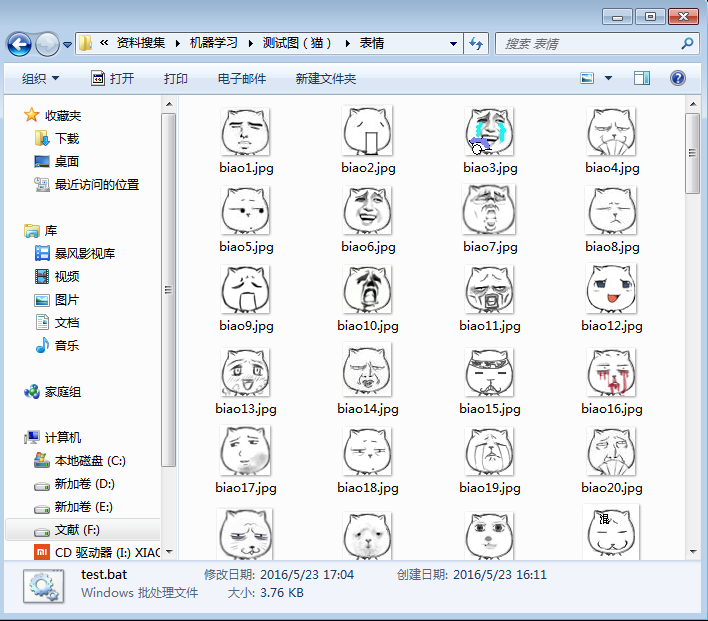 « 资料搜集 ▸ 机器学习 ▸ 测试图（猫） ▸ 表情
搜索 表情
组织 打开 打印 电子邮件 新建文件夹
收藏夹
下载
桌面
最近访问的位置
库
暴风影视库
视频
图片
文档
音乐
家庭组
计算机
本地磁盘 (C:)
新加卷 (D:)
新加卷 (E:)
文献 (F:)
CD 驱动器 (I:) XIAO
biao1.jpg biao2.jpg biao3.jpg biao4.jpg
biao5.jpg biao6.jpg biao7.jpg biao8.jpg
biao9.jpg biao10.jpg biao11.jpg biao12.jpg
biao13.jpg biao14.jpg biao15.jpg biao16.jpg
biao17.jpg biao18.jpg biao19.jpg biao20.jpg
test.bat 修改日期: 2016/5/23 17:04 创建日期: 2016/5/23 16:11
Windows 批处理文件 大小: 3.76 KB